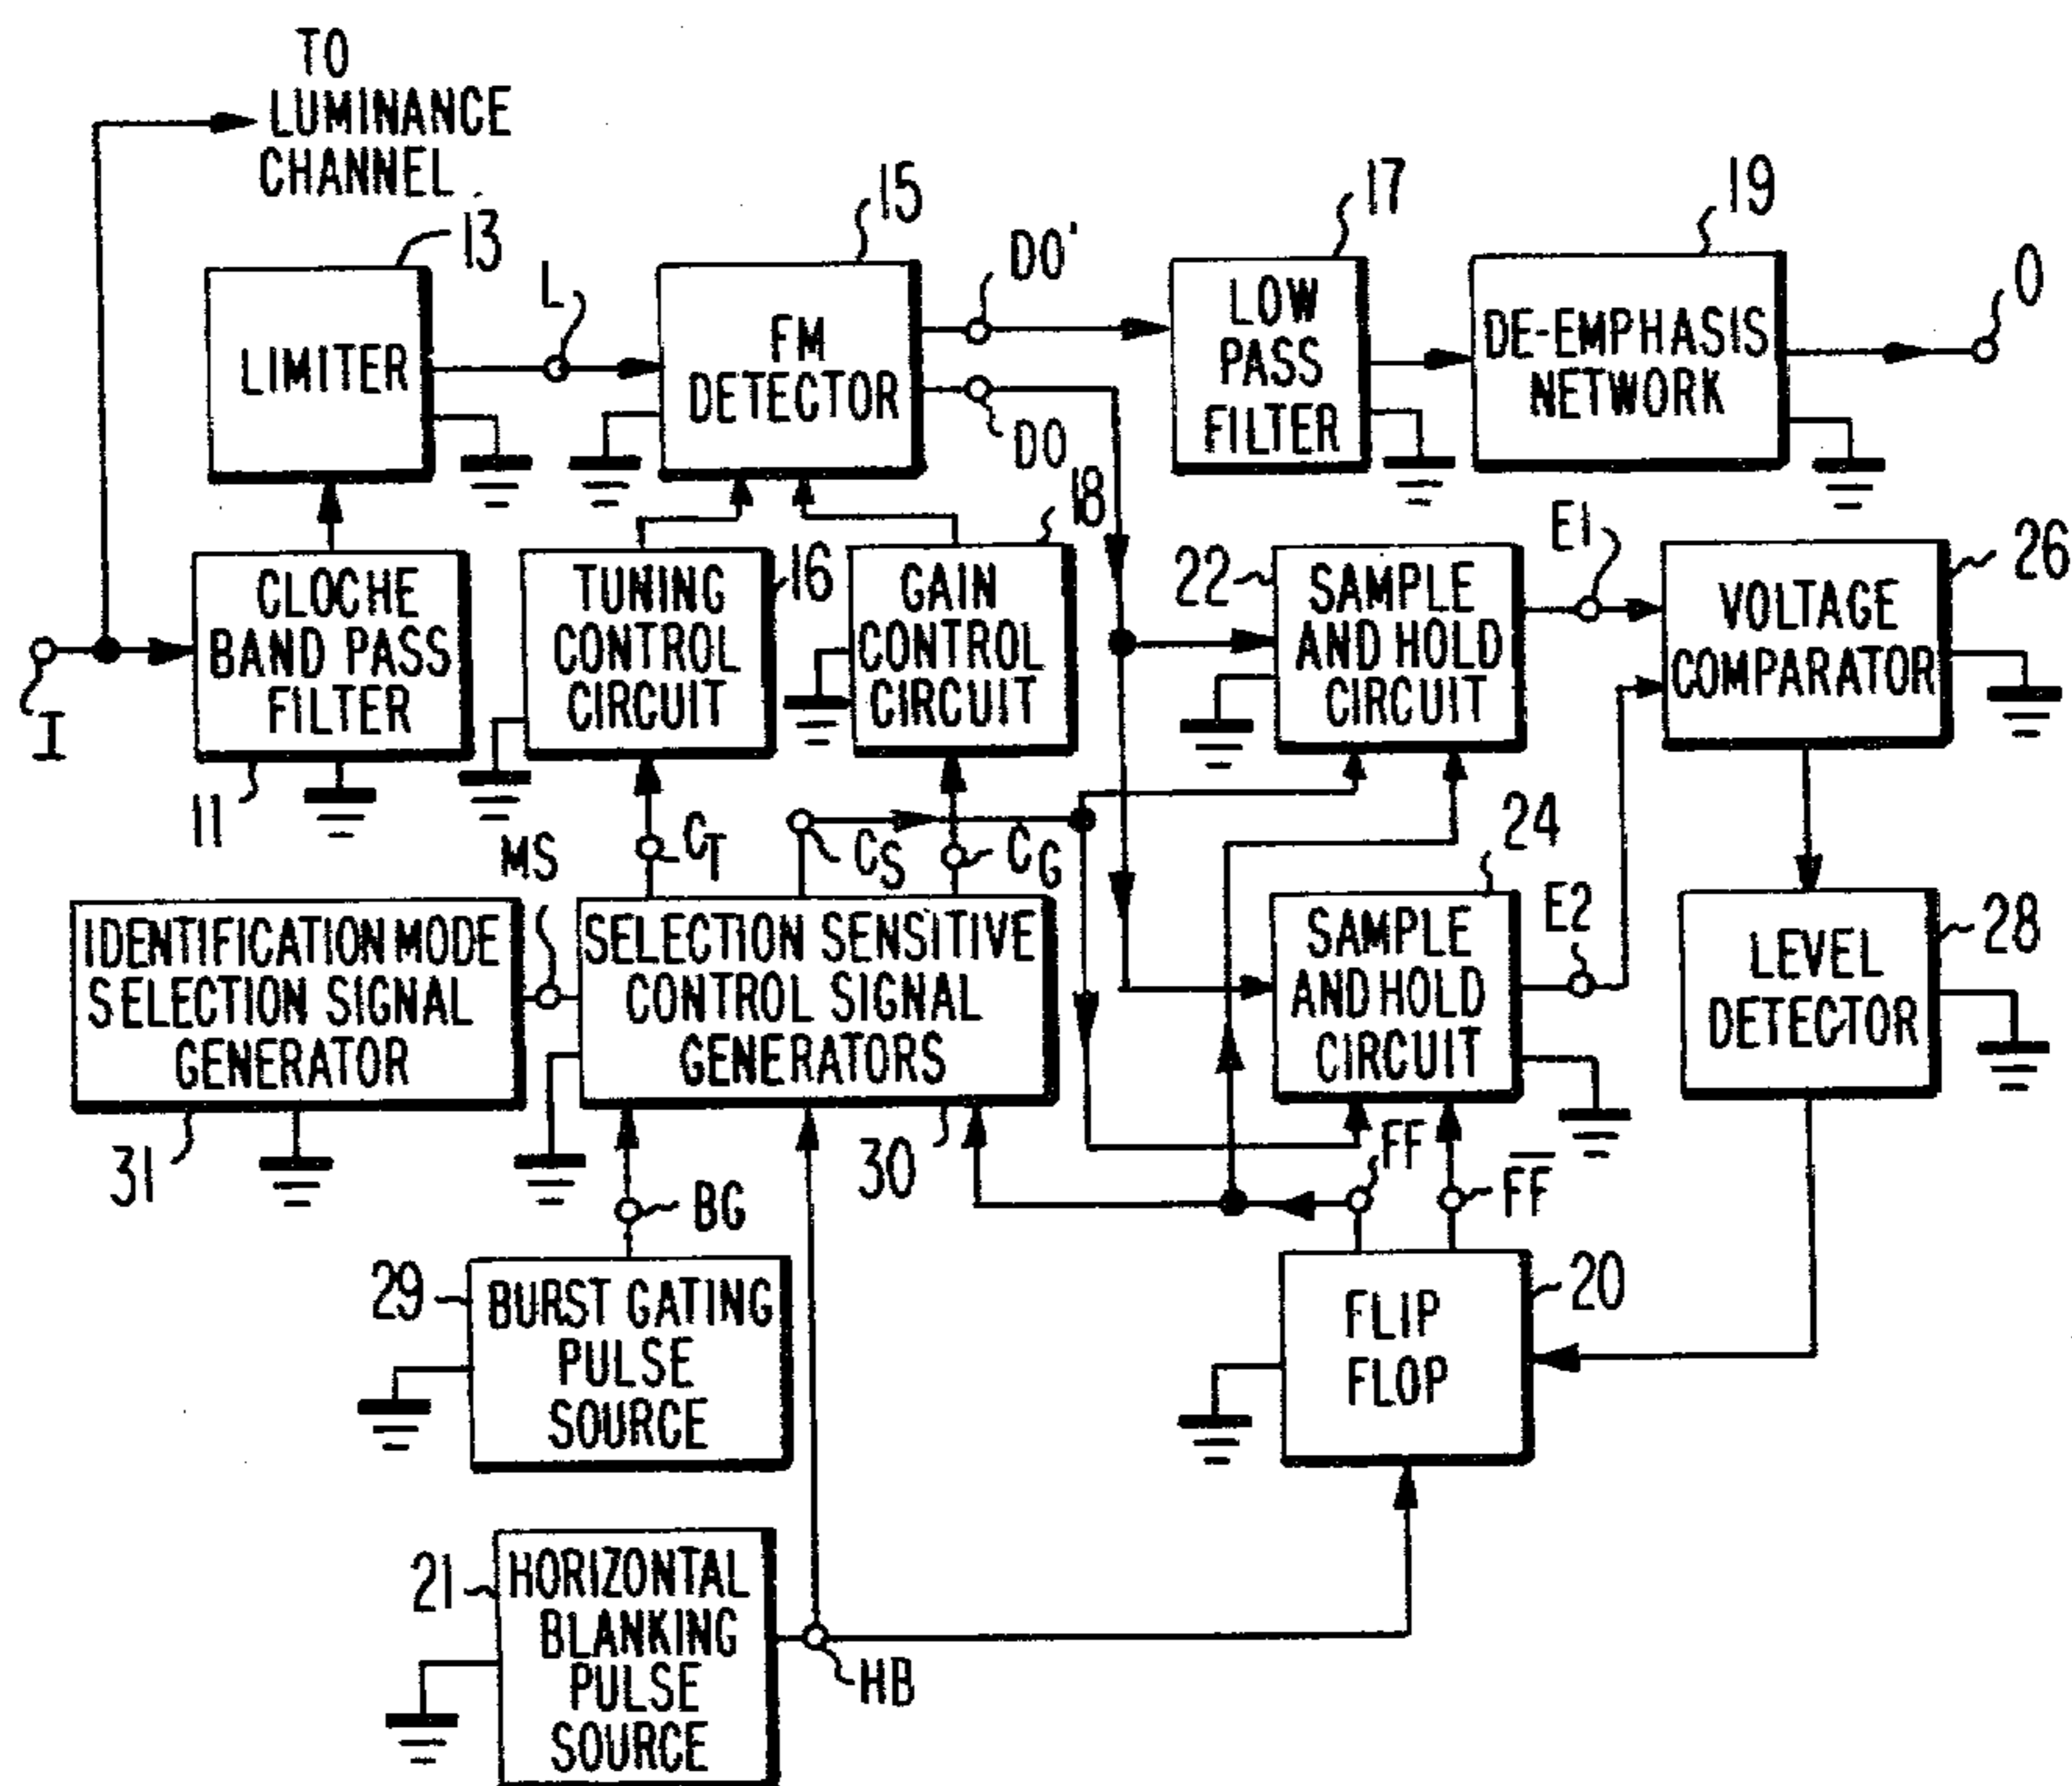 TO
LUMINANCE
CHANNEL
13
15
17
19
L
DO'
DO
O
LIMITER
FM
DETECTOR
LOW
PASS
FILTER
DE-EMPHASIS
NETWORK
I
CLOCHE
BAND PASS
FILTER
11
TUNING
CONTROL
CIRCUIT
16
GAIN
CONTROL
CIRCUIT
18
22
SAMPLE
AND HOLD
CIRCUIT
E1
VOLTAGE
COMPARATOR
26
MS
CT
CS
CG
24
IDENTIFICATION MODE
SELECTION SIGNAL
GENERATOR
31
SELECTION SENSITIVE
CONTROL SIGNAL
GENERATORS
30
SAMPLE
AND HOLD
CIRCUIT
E2
LEVEL
DETECTOR
28
BG
FF
F̅F̅
29
BURST GATING
PULSE
SOURCE
FLIP
FLOP
20
21
HORIZONTAL
BLANKING
PULSE
SOURCE
HB